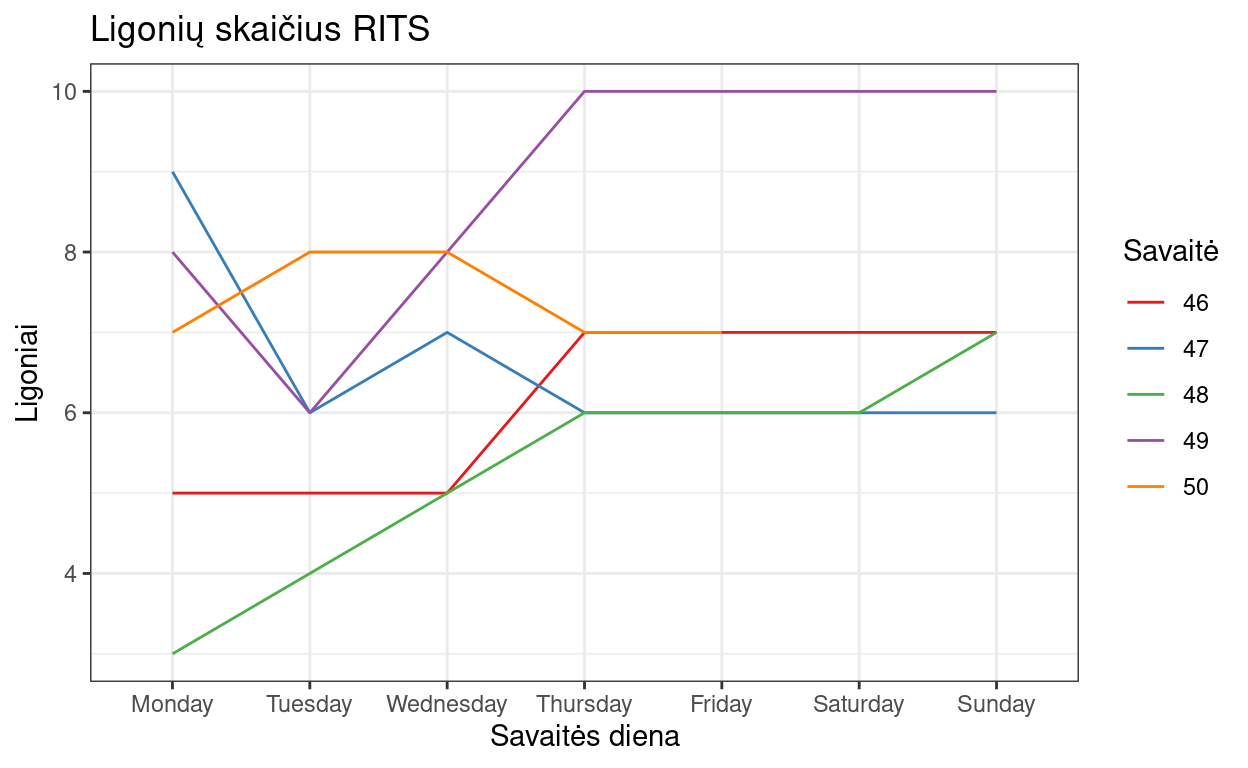 Ligonių skaičius RITS
Ligoniai
10
8
6
4
Monday Tuesday Wednesday Thursday Friday Saturday Sunday
Savaitės diena
Savaitė
46
47
48
49
50